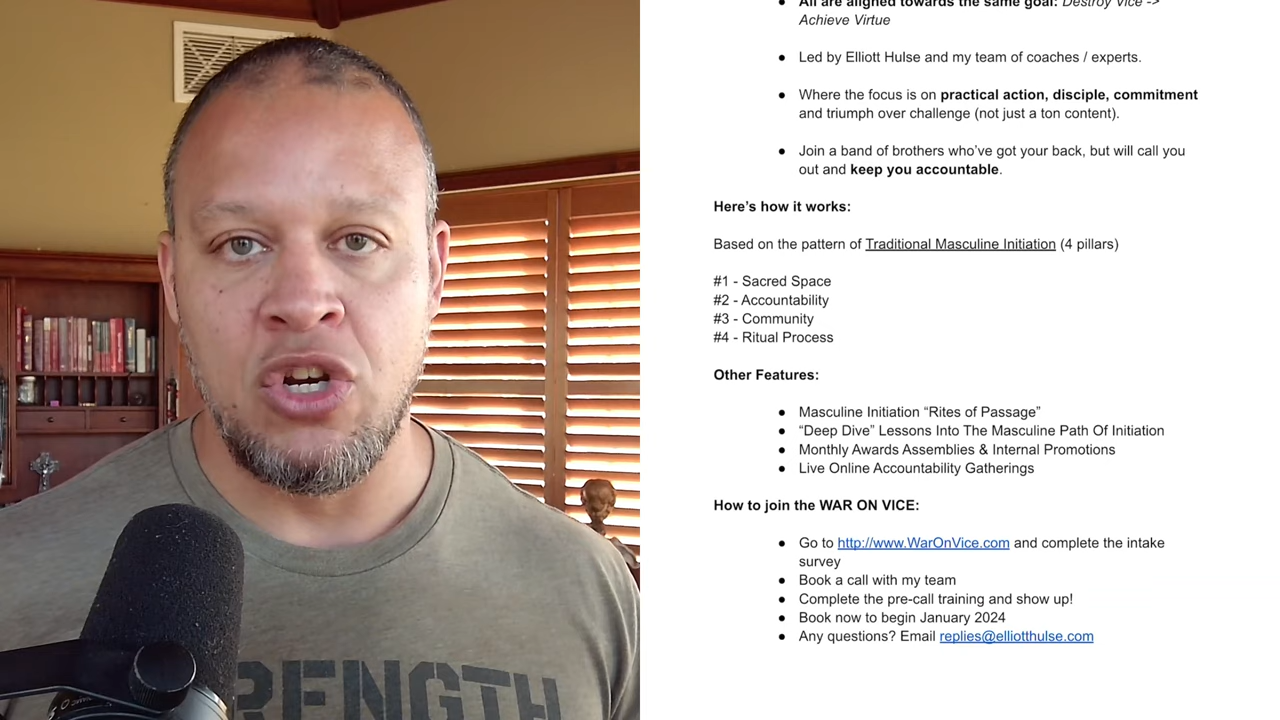 ● All are aligned towards the same goal: Destroy Vice ->
Achieve Virtue
● Led by Elliott Hulse and my team of coaches / experts.
● Where the focus is on practical action, disciple, commitment
and triumph over challenge (not just a ton content).
● Join a band of brothers who’ve got your back, but will call you
out and keep you accountable.
Here’s how it works:
Based on the pattern of Traditional Masculine Initiation (4 pillars)
#1 - Sacred Space
#2 - Accountability
#3 - Community
#4 - Ritual Process
Other Features:
● Masculine Initiation “Rites of Passage”
● “Deep Dive” Lessons Into The Masculine Path Of Initiation
● Monthly Awards Assemblies & Internal Promotions
● Live Online Accountability Gatherings
How to join the WAR ON VICE:
● Go to http://www.WarOnVice.com and complete the intake
survey
● Book a call with my team
● Complete the pre-call training and show up!
● Book now to begin January 2024
● Any questions? Email replies@elliotthulse.com
RENGTH